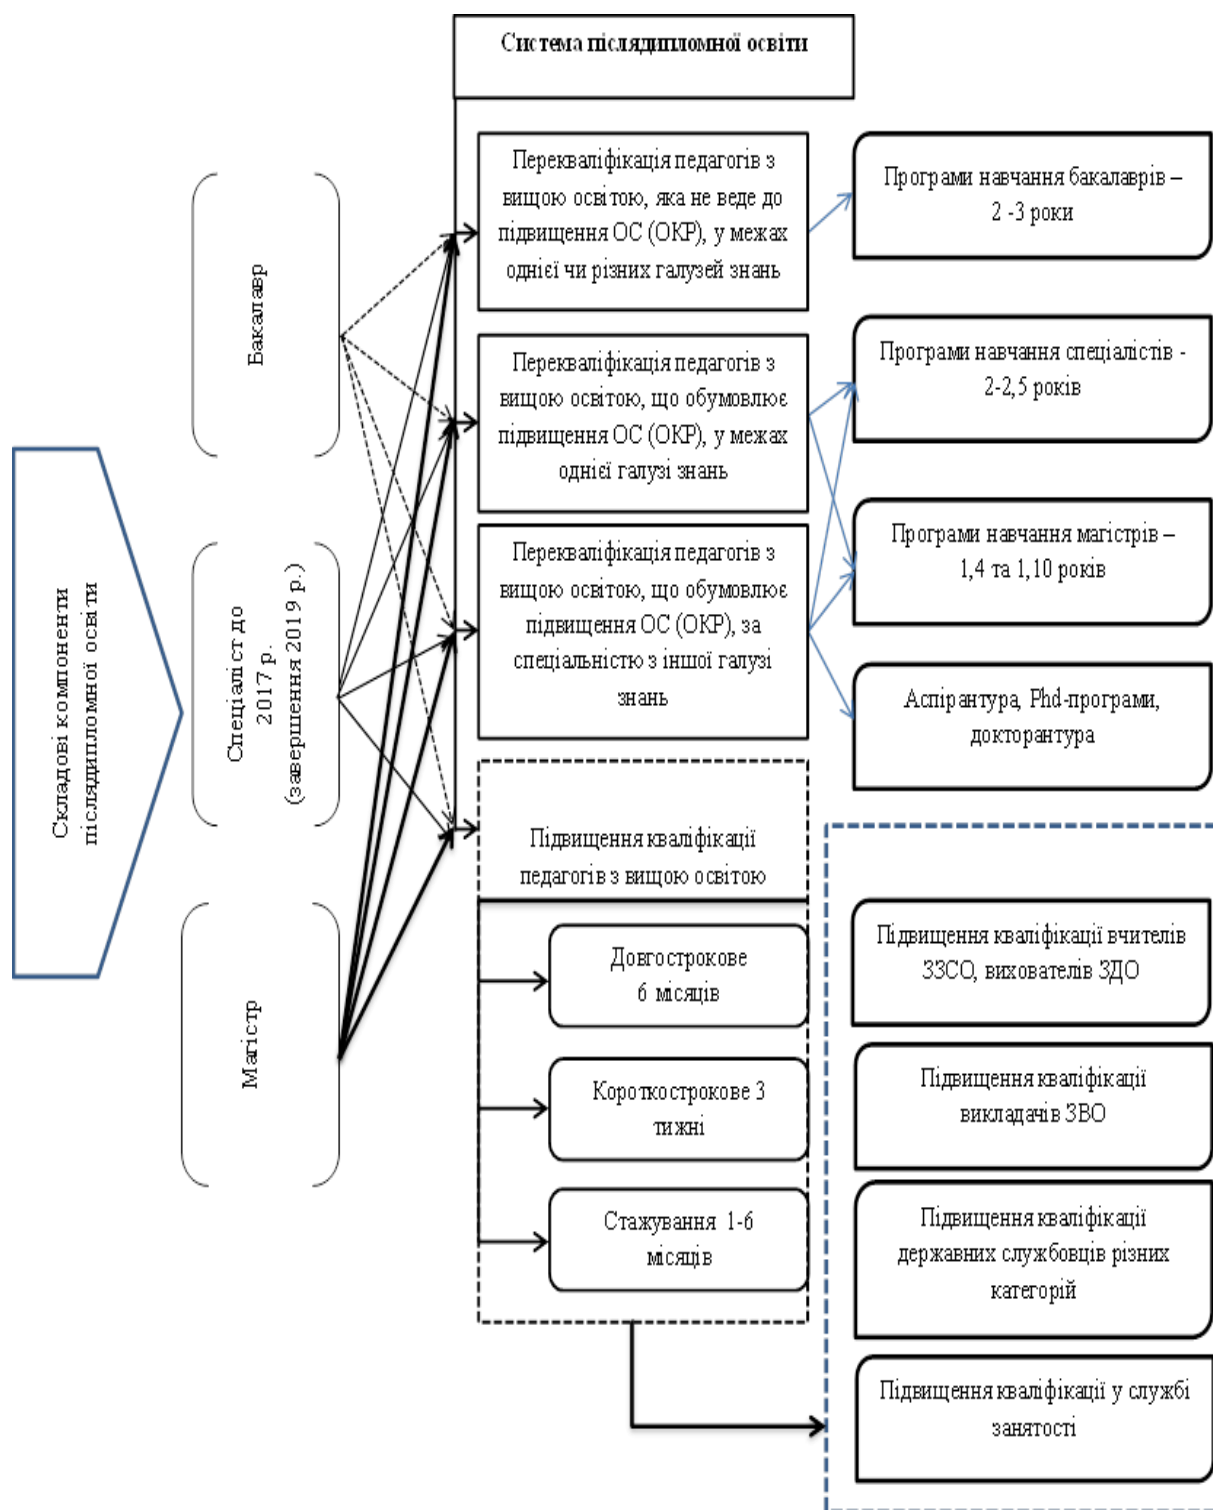 Система післядипломної освіти
Складові компоненти
післядипломної освіти
Бакалавр
Спеціаліст до
2017 р.
(завершення 2019 р.)
Магістр
Перекваліфікація педагогів з
вищою освітою, яка не веде до
підвищення ОС (ОКР), у межах
однієї чи різних галузей знань
Перекваліфікація педагогів з
вищою освітою, що обумовлює
підвищення ОС (ОКР), у межах
однієї галузі знань
Перекваліфікація педагогів з
вищою освітою, що обумовлює
підвищення ОС (ОКР), за
спеціальністю з іншої галузі
знань
Підвищення кваліфікації
педагогів з вищою освітою
Довгострокове
6 місяців
Короткострокове 3
тижні
Стажування 1-6
місяців
Програми навчання бакалаврів –
2 -3 роки
Програми навчання спеціалістів -
2-2,5 років
Програми навчання магістрів –
1,4 та 1,10 років
Аспірантура, Phd-програми,
докторантура
Підвищення кваліфікації вчителів
ЗЗСО, вихователів ЗДО
Підвищення кваліфікації
викладачів ЗВО
Підвищення кваліфікації
державних службовців різних
категорій
Підвищення кваліфікації у службі
занятості